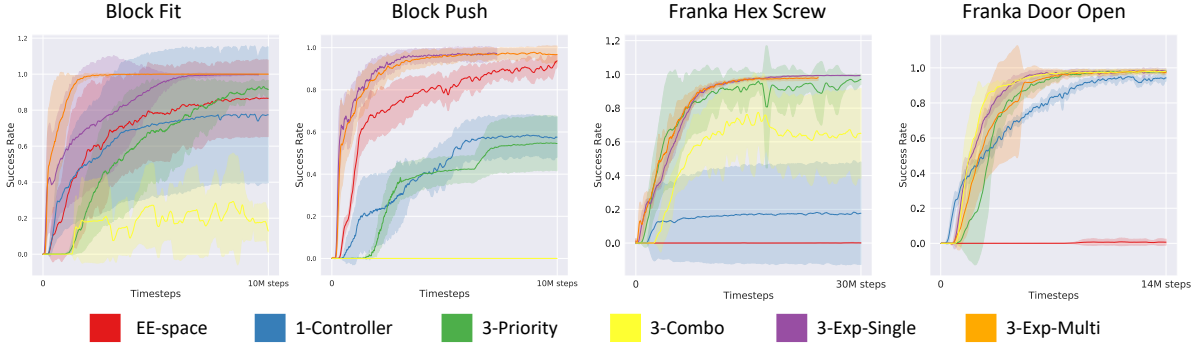 Block Fit
Block Push
Franka Hex Screw
Franka Door Open
1.2
1.0
0.8
0.6
0.4
0.2
0.0
Success Rate
0
10M steps
Timesteps
1.0
0.8
0.6
0.4
0.2
0.0
Success Rate
0
10M steps
Timesteps
1.2
1.0
0.8
0.6
0.4
0.2
0.0
Success Rate
0
30M steps
Timesteps
1.0
0.8
0.6
0.4
0.2
0.0
Success Rate
0
14M steps
Timesteps
EE-space
1-Controller
3-Priority
3-Combo
3-Exp-Single
3-Exp-Multi